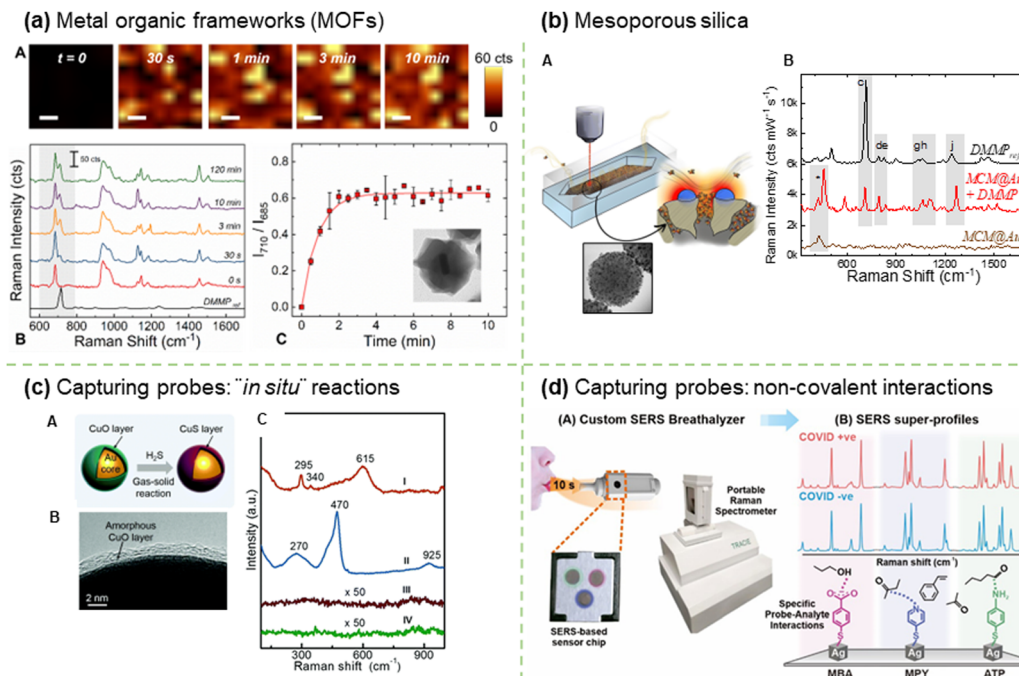 (a) Metal organic frameworks (MOFs)
A
t = 0
30 s
1 min
3 min
10 min
60 cts
0
50 cts
120 min
10 min
3 min
30 s
0 s
DMMP ref
Raman Intensity (cts)
600 800 1000 1200 1400 1600
B
Raman Shift (cm-1)
I710 / I685
0.8
0.6
0.4
0.2
0.0
0 2 4 6 8 10
C
Time (min)
(b) Mesoporous silica
A
B
Raman Intensity (cts mW-1 s-1)
10k
8k
6k
4k
2k
0
c
de
gh
j
*
DMMPref
MCM@Au
+ DMMP
MCM@Au
500 1000 1500
Raman Shift (cm-1)
(c) Capturing probes: ¨in situ¨ reactions
A
CuO layer
CuS layer
Au
core
H2S
Gas-solid
reaction
B
Amorphous
CuO layer
2 nm
C
Intensity (a.u.)
295
340
615
I
470
270
925
II
x 50
III
x 50
IV
300 600 900
Raman shift (cm-1)
(d) Capturing probes: non-covalent interactions
(A) Custom SERS Breathalyzer
(B) SERS super-profiles
10 s
Portable
Raman
Spectrometer
TRACIE
SERS-based
sensor chip
COVID +ve
COVID -ve
Raman shift (cm-1)
OH
O
O
O
N
O
O
NH2
Specific
Probe-Analyte
Interactions
S
S
S
Ag
Ag
Ag
MBA
MPY
ATP